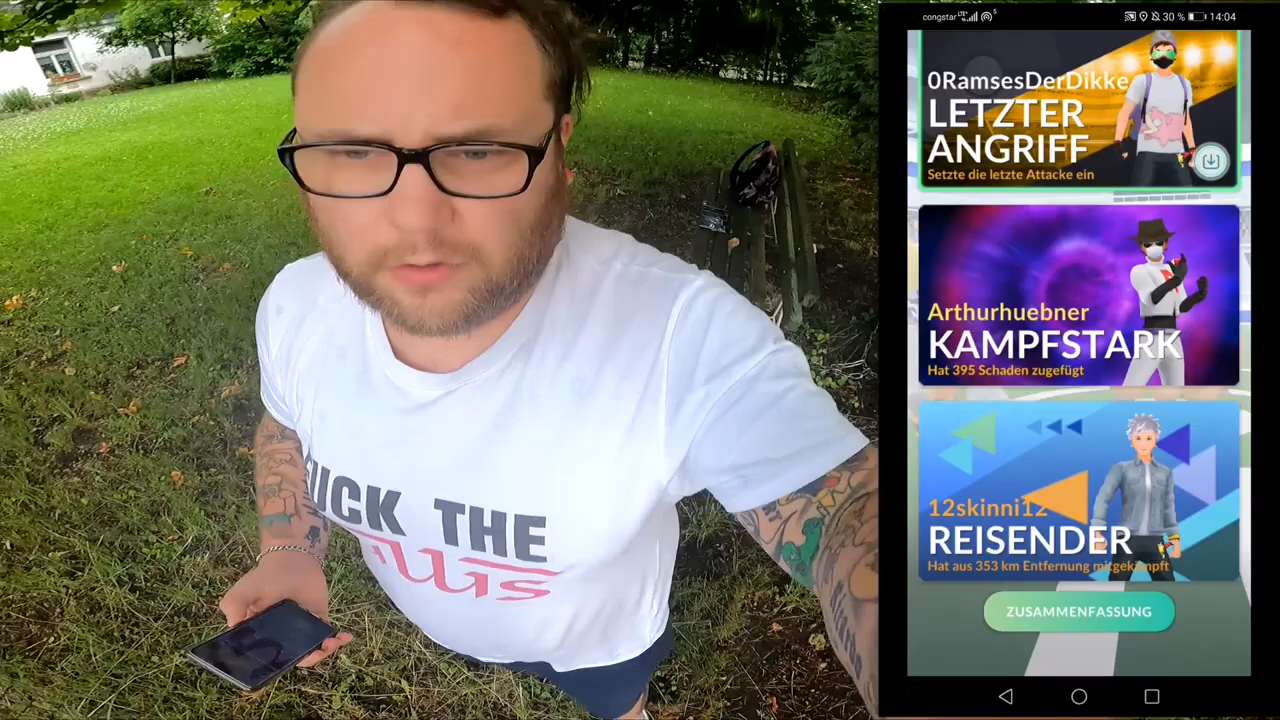 UCK THE
congstar
30 %
14:04
0RamsesDerDikke
LETZTER
ANGRIFF
Setzte die letzte Attacke ein
Arthurhuebner
KAMPFSTARK
Hat 395 Schaden zugefügt
12skinni12
REISENDER
Hat aus 353 km Entfernung mitgekämpft
ZUSAMMENFASSUNG